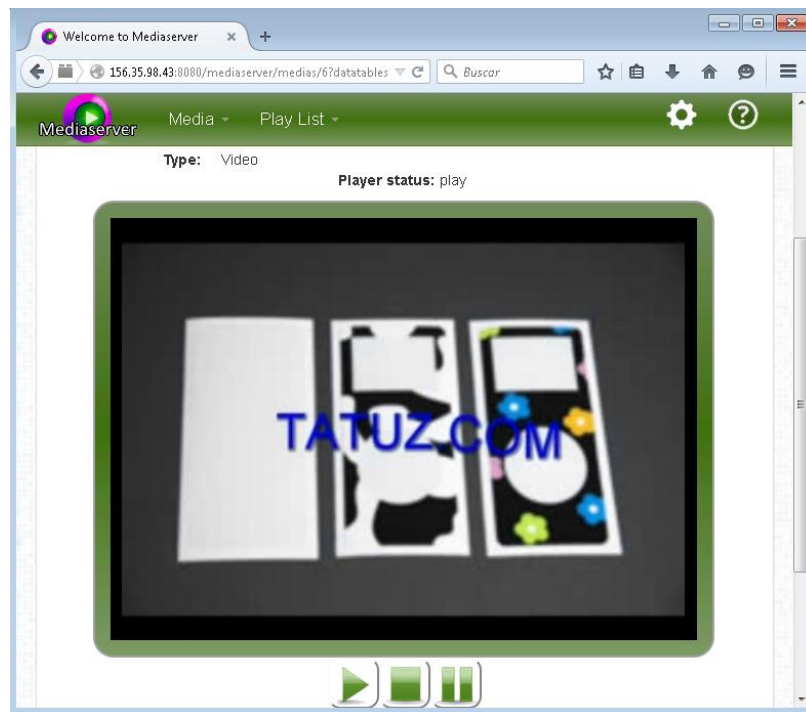 Welcome to Mediaserver
156.35.98.43:8080/mediaserver/medias/6?datatables
Buscar
Mediaserver
Media
Play List
Type: Video
Player status: play
TATUZ.COM